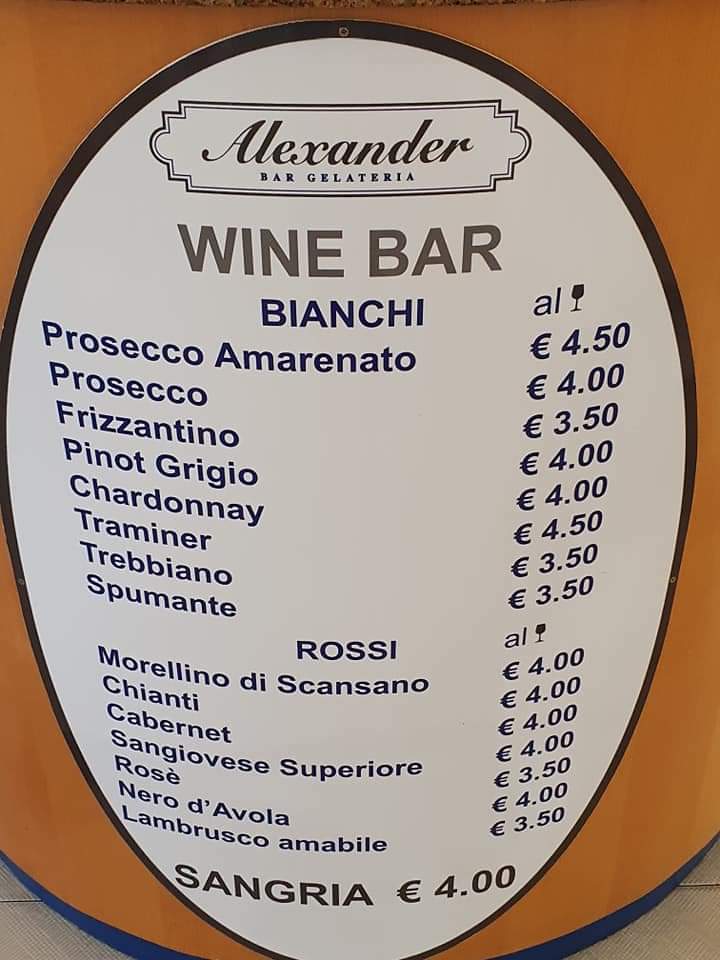 Alexander
BAR GELATERIA
WINE BAR
BIANCHI al
Prosecco Amarenato € 4.50
Prosecco € 4.00
Frizzantino € 3.50
Pinot Grigio € 4.00
Chardonnay € 4.00
Traminer € 4.50
Trebbiano € 3.50
Spumante € 3.50
ROSSI al
Morellino di Scansano € 4.00
Chianti € 4.00
Cabernet € 4.00
Sangiovese Superiore € 4.00
Rosè € 3.50
Nero d'Avola € 4.00
Lambrusco amabile € 3.50
SANGRIA € 4.00